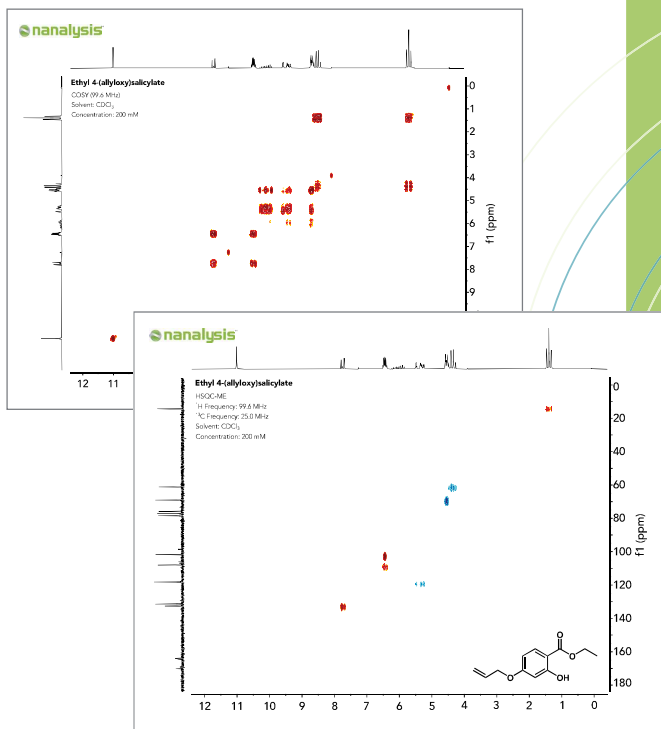 nanalysis
Ethyl 4-(allyloxy)salicylate
COSY (99.6 MHz)
Solvent: CDCl₃
Concentration: 200 mM
0
1
2
3
4
5
6
7
8
9
f1 (ppm)
12 11
nanalysis
Ethyl 4-(allyloxy)salicylate
HSQC-ME
¹H Frequency: 99.6 MHz
¹³C Frequency: 25.0 MHz
Solvent: CDCl₃
Concentration: 200 mM
0
20
40
60
80
100
120
140
160
180
f1 (ppm)
O
O
O
OH
12 11 10 9 8 7 6 5 4 3 2 1 0